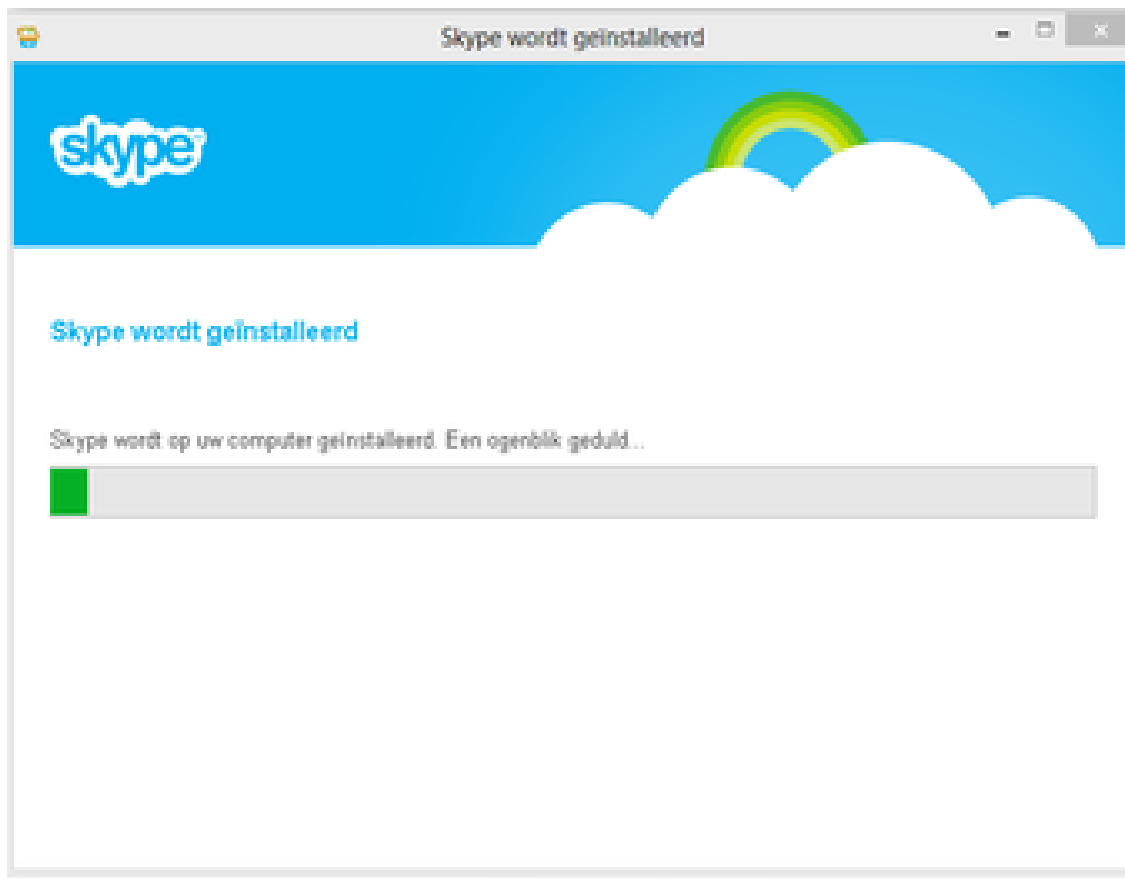 Skype wordt geïnstalleerd
skype
Skype wordt geïnstalleerd
Skype wordt op uw computer geïnstalleerd. Een ogenblik geduld...